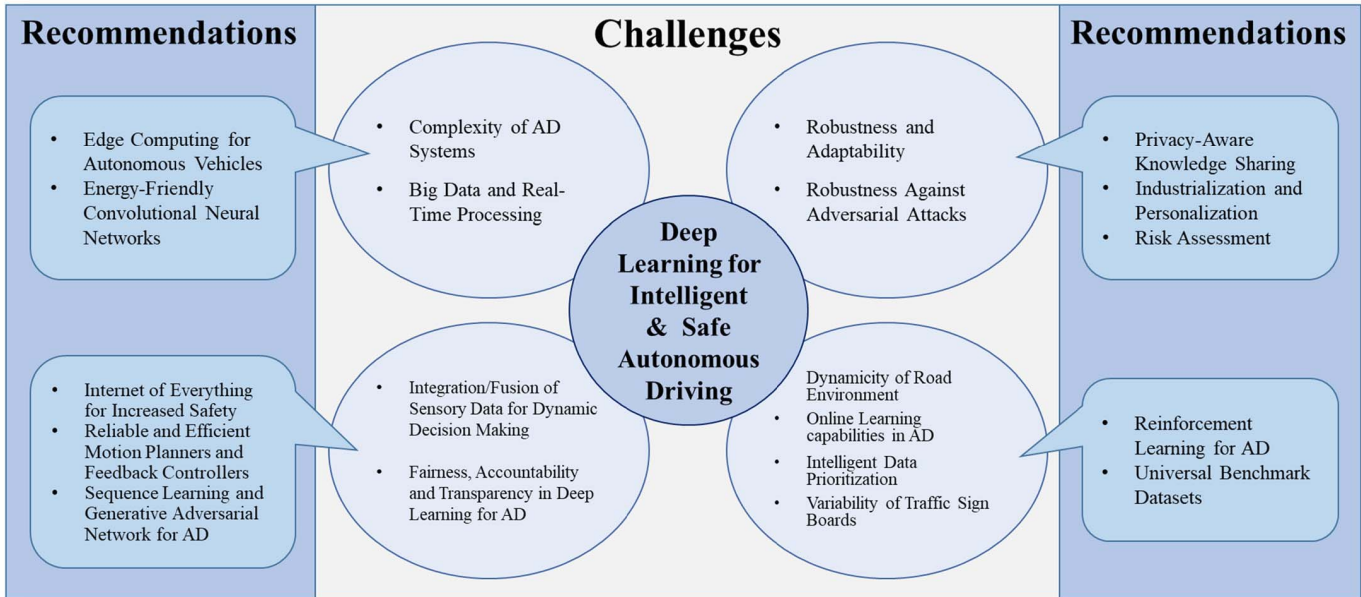 Recommendations
Challenges
Recommendations
• Edge Computing for
Autonomous Vehicles
• Energy-Friendly
Convolutional Neural
Networks
• Complexity of AD
Systems
• Big Data and Real-
Time Processing
• Robustness and
Adaptability
• Robustness Against
Adversarial Attacks
• Privacy-Aware
Knowledge Sharing
• Industrialization and
Personalization
• Risk Assessment
Deep
Learning for
Intelligent
& Safe
Autonomous
Driving
• Internet of Everything
for Increased Safety
• Reliable and Efficient
Motion Planners and
Feedback Controllers
• Sequence Learning and
Generative Adversarial
Network for AD
• Integration/Fusion of
Sensory Data for Dynamic
Decision Making
• Fairness, Accountability
and Transparency in Deep
Learning for AD
Dynamicity of Road
Environment
• Online Learning
capabilities in AD
• Intelligent Data
Prioritization
• Variability of Traffic Sign
Boards
• Reinforcement
Learning for AD
• Universal Benchmark
Datasets